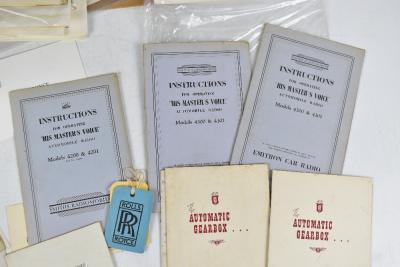 INSTRUCTIONS
FOR OPERATING
"HIS MASTER'S VOICE"
AUTOMOBILE RADIO
Models 4200 & 4201
INSTRUCTIONS
FOR OPERATING
"HIS MASTER'S VOICE"
AUTOMOBILE RADIO
Models 4300 & 4301
INSTRUCTIONS
FOR OPERATING
"HIS MASTER'S VOICE"
AUTOMOBILE RADIO
Models 4200 & 4201
EMITRON CAR RADIO
ROLLS
RR
ROYCE
The
AUTOMATIC
GEARBOX . . .
The
AUTOMATIC
GEARBOX . . .